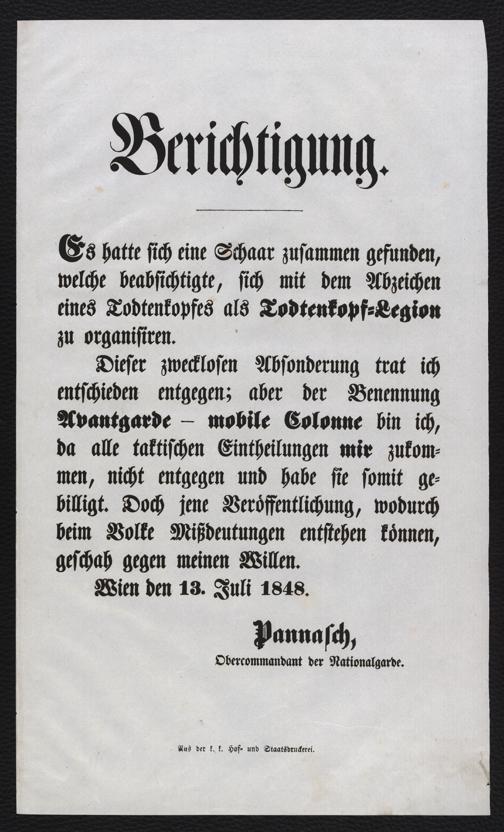 Berichtigung.
Es hatte sich eine Schaar zusammen gefunden,
welche beabsichtigte, sich mit dem Abzeichen
eines Todtenkopfes als Todtenkopf-Legion
zu organisiren.
Dieser zwecklosen Absonderung trat ich
entschieden entgegen; aber der Benennung
Avantgarde — mobile Colonne bin ich,
da alle taktischen Eintheilungen mir zukom-
men, nicht entgegen und habe sie somit ge-
billigt. Doch jene Veröffentlichung, wodurch
beim Volke Mißdeutungen entstehen können,
geschah gegen meinen Willen.
Wien den 13. Juli 1848.
Pannasch,
Obercommandant der Nationalgarde.
Aus der k. k. Hof- und Staatsdruckerei.